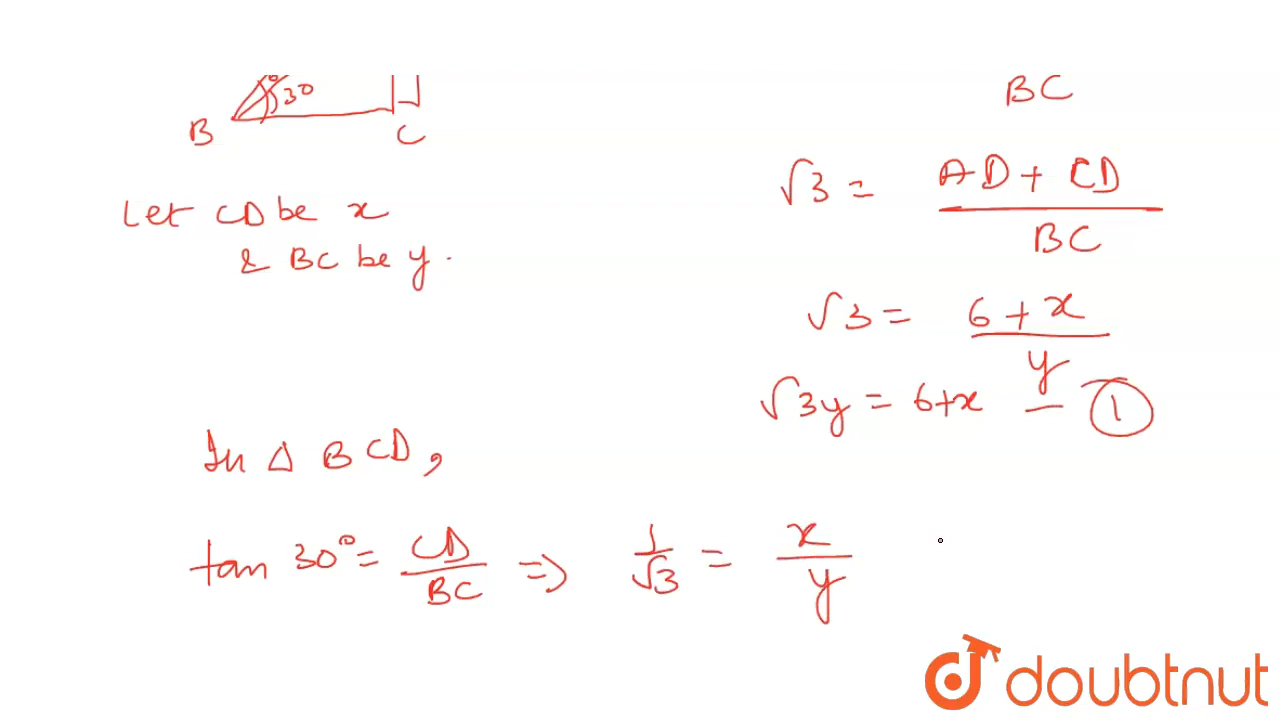 30
B
C
Let CD be x
& BC be y.
BC
√3 = AD + CD / BC
√3 = 6 + x / y
√3y = 6+x — 1
In △ BCD,
tan 30° = CD / BC => 1/√3 = x / y
doubtnut